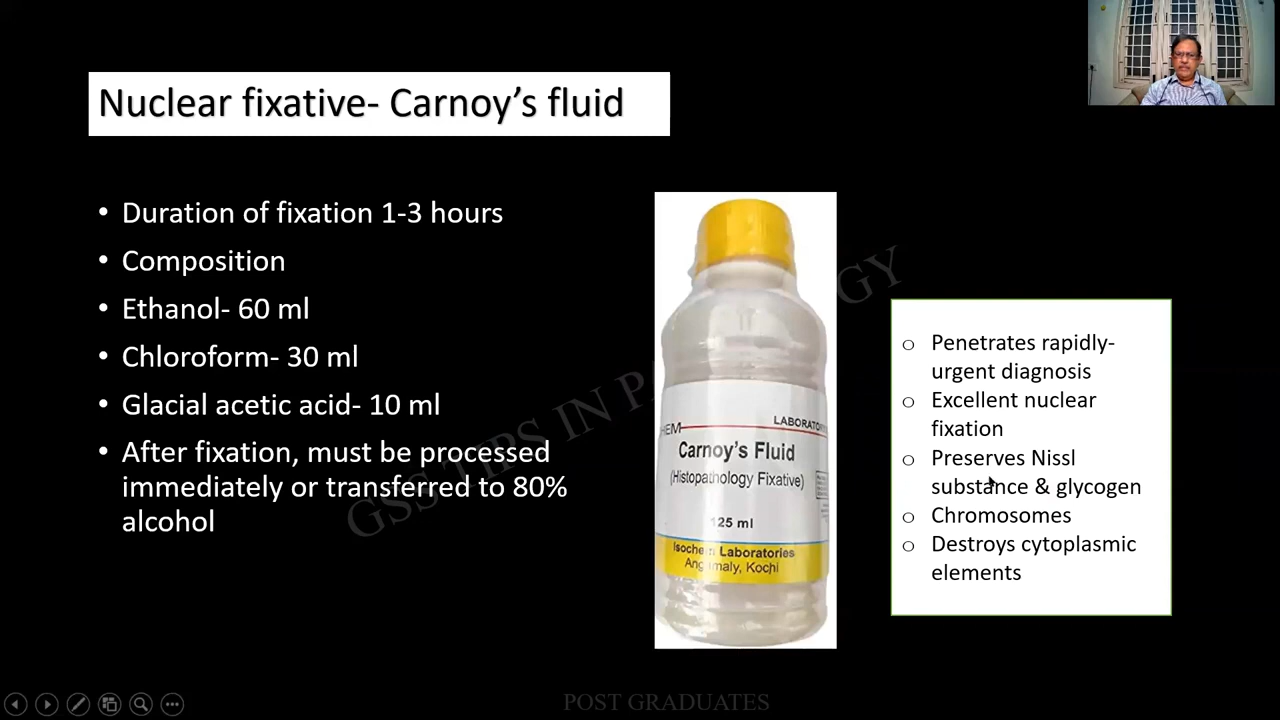 Nuclear fixative- Carnoy's fluid
• Duration of fixation 1-3 hours
• Composition
• Ethanol- 60 ml
• Chloroform- 30 ml
• Glacial acetic acid- 10 ml
• After fixation, must be processed
immediately or transferred to 80%
alcohol
HEM
LABORATO
Carnoy's Fluid
(Histopathology Fixative)
125 ml
Isochem Laboratories
Angamaly, Kochi
o Penetrates rapidly-
urgent diagnosis
o Excellent nuclear
fixation
o Preserves Nissl
substance & glycogen
o Chromosomes
o Destroys cytoplasmic
elements
POST GRADUATES